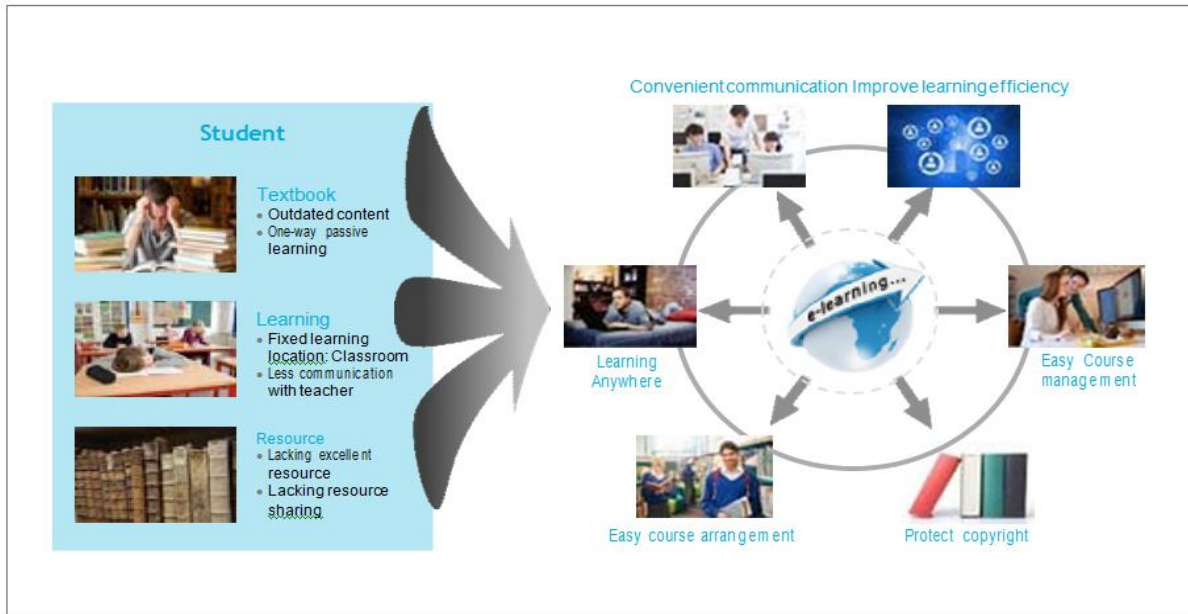 Student
Textbook
• Outdated content
• One-way passive
learning
Learning
• Fixed learning
location: Classroom
• Less communication
with teacher
Resource
• Lacking excellent
resource
• Lacking resource
sharing
Convenient communication Improve learning efficiency
e-learning...
Learning
Anywhere
Easy Course
management
Easy course arrangement
Protect copyright